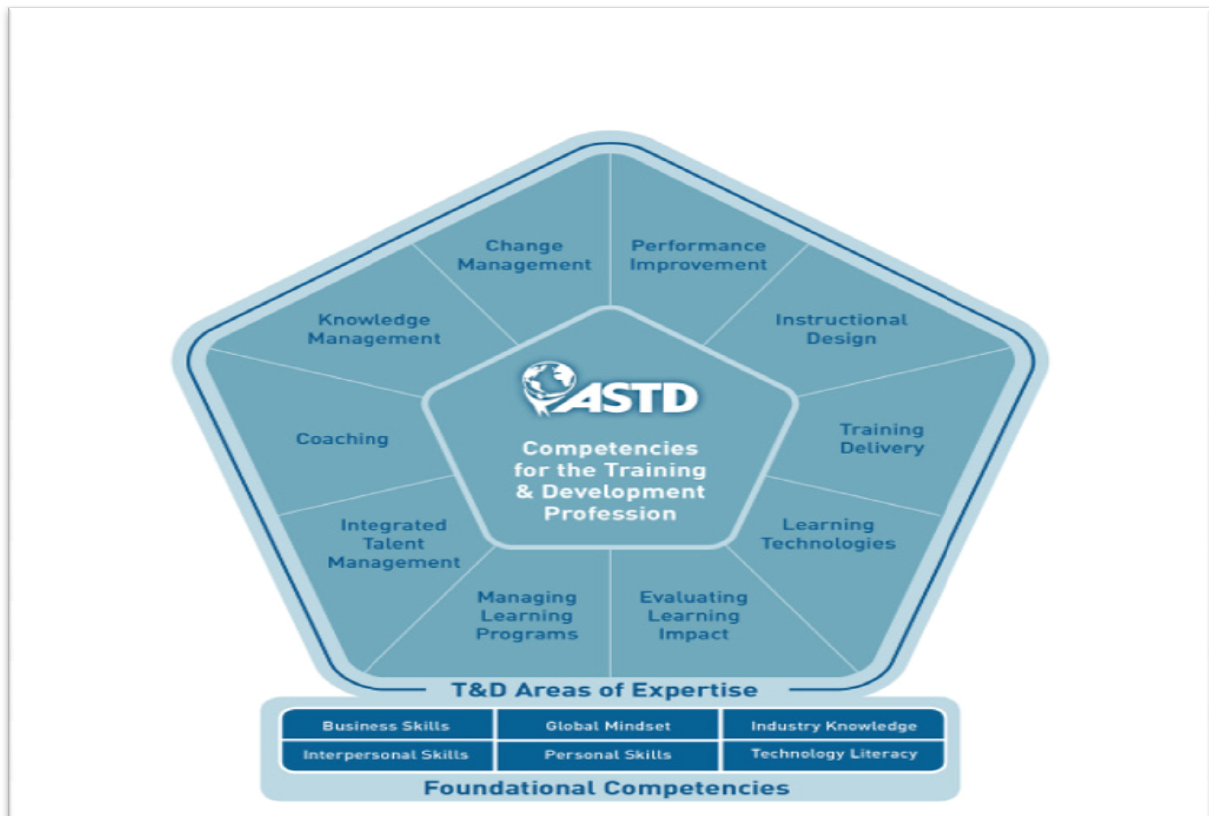 Change
Management
Performance
Improvement
Knowledge
Management
Instructional
Design
Coaching
ASTD
Competencies
for the Training
& Development
Profession
Training
Delivery
Integrated
Talent
Management
Learning
Technologies
Managing
Learning
Programs
Evaluating
Learning
Impact
T&D Areas of Expertise
Business Skills
Global Mindset
Industry Knowledge
Interpersonal Skills
Personal Skills
Technology Literacy
Foundational Competencies